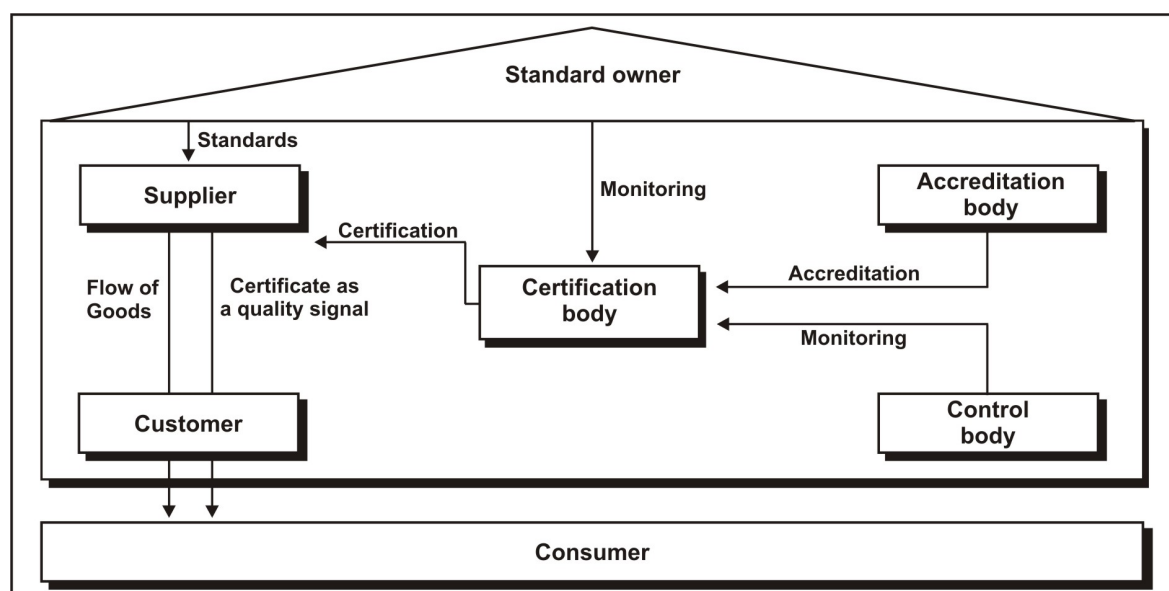 Standard owner
Standards
Supplier
Monitoring
Accreditation
body
Certification
Flow of
Goods
Certificate as
a quality signal
Certification
body
Accreditation
Monitoring
Customer
Control
body
Consumer